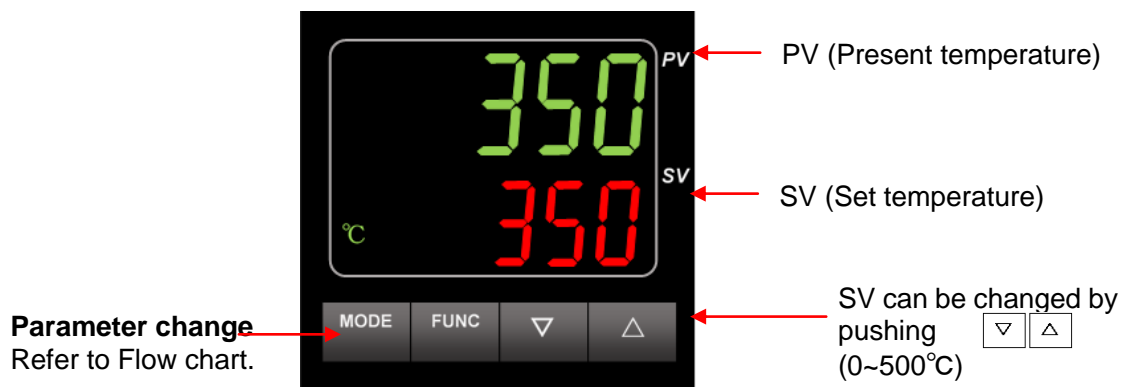 350
PV
PV (Present temperature)
SV
350
SV (Set temperature)
℃
MODE
FUNC
▽
△
Parameter change
Refer to Flow chart.
SV can be changed by
pushing ▽ △
(0~500℃)